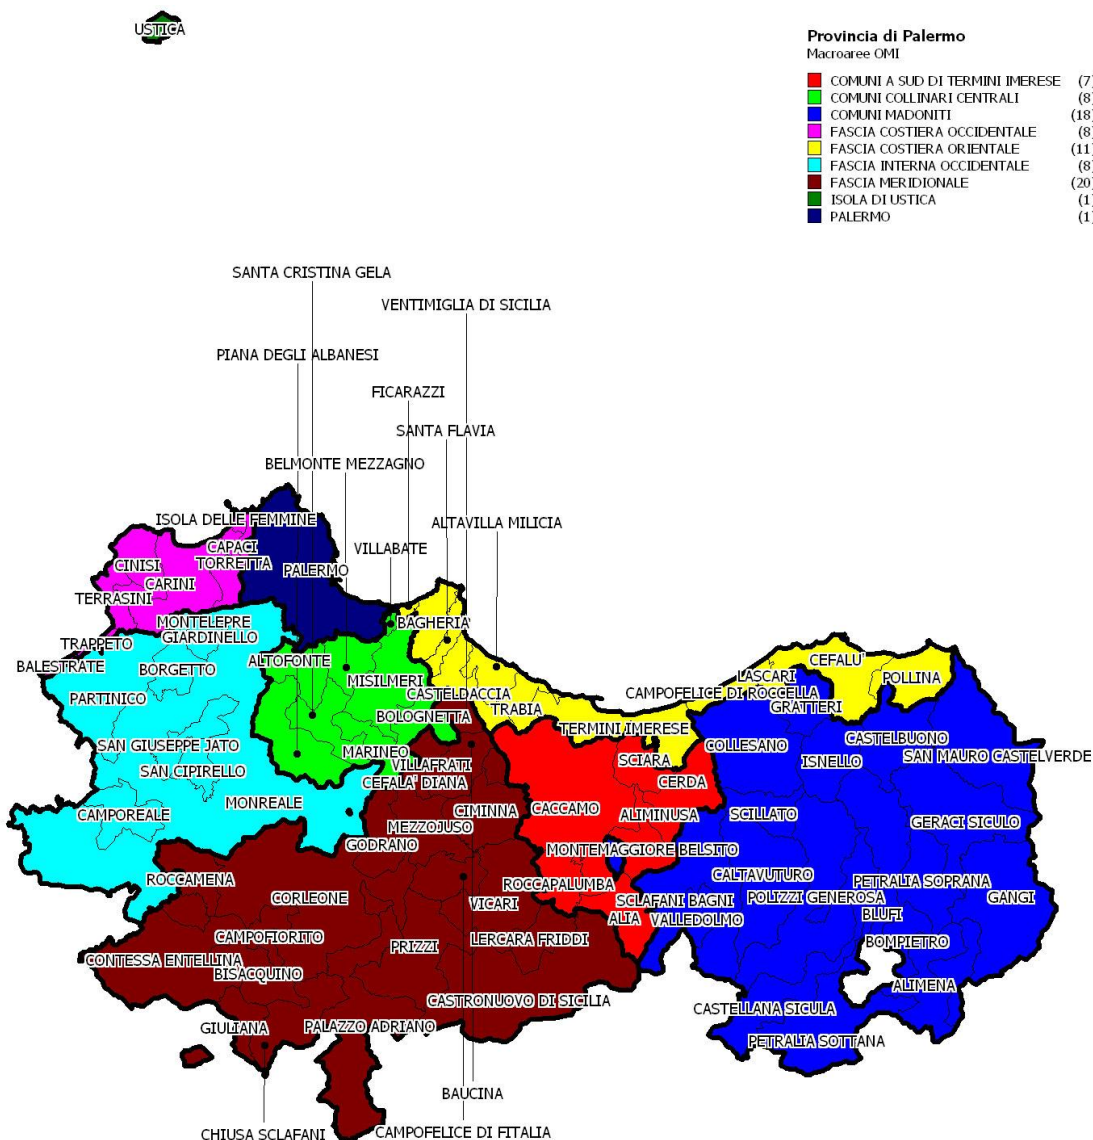 USTICA
Provincia di Palermo
Macroaree OMI
COMUNI A SUD DI TERMINI IMERESE (7)
COMUNI COLLINARI CENTRALI (8)
COMUNI MADONITI (18)
FASCIA COSTIERA OCCIDENTALE (8)
FASCIA COSTIERA ORIENTALE (11)
FASCIA INTERNA OCCIDENTALE (8)
FASCIA MERIDIONALE (20)
ISOLA DI USTICA (1)
PALERMO (1)
SANTA CRISTINA GELA
VENTIMIGLIA DI SICILIA
PIANA DEGLI ALBANESI
FICARAZZI
SANTA FLAVIA
BELMONTE MEZZAGNO
ISOLA DELLE FEMMINE
ALTAVILLA MILICIA
CAPACI
VILLABATE
CINISI
TORRETTA
PALERMO
CARINI
TERRASINI
MONTELEPRE
BAGHERIA
GIARDINELLO
TRAPPETO
BALESTRATE
BORGETTO
ALTOFONTE
CEFALU'
LASCARI
POLLINA
MISILMERI
PARTINICO
CASTELDACCIA
CAMPOFELICE DI ROCCELLA
TRABIA
GRATTERI
BOLOGNETTA
TERMINI IMERESE
CASTELBUONO
SAN GIUSEPPE JATO
COLLESANO
MARINEO
SAN MAURO CASTELVERDE
SCIARA
ISNELLO
VILLAFRATI
SAN CIPIRELLO
CEFALA' DIANA
CERDA
MONREALE
CACCAMO
CIMINNA
CAMPOREALE
ALIMINUSA
SCILLATO
GERACI SICULO
MEZZOJUSO
GODRANO
MONTEMAGGIORE BELSITO
ROCCAMENA
CALTAVUTURO
PETRALIA SOPRANA
ROCCAPALUMBA
CORLEONE
POLIZZI GENEROSA
GANGI
SCLAFANI BAGNI
VICARI
BLUFI
ALIA
VALLEDOLMO
CAMPOFIORITO
LERCARA FRIDDI
BOMPIETRO
PRIZZI
CONTESSA ENTELLINA
BISACQUINO
ALIMENA
CASTRONUOVO DI SICILIA
CASTELLANA SICULA
GIULIANA
PALAZZO ADRIANO
PETRALIA SOTTANA
BAUCINA
CHIUSA SCLAFANI
CAMPOFELICE DI FITALIA